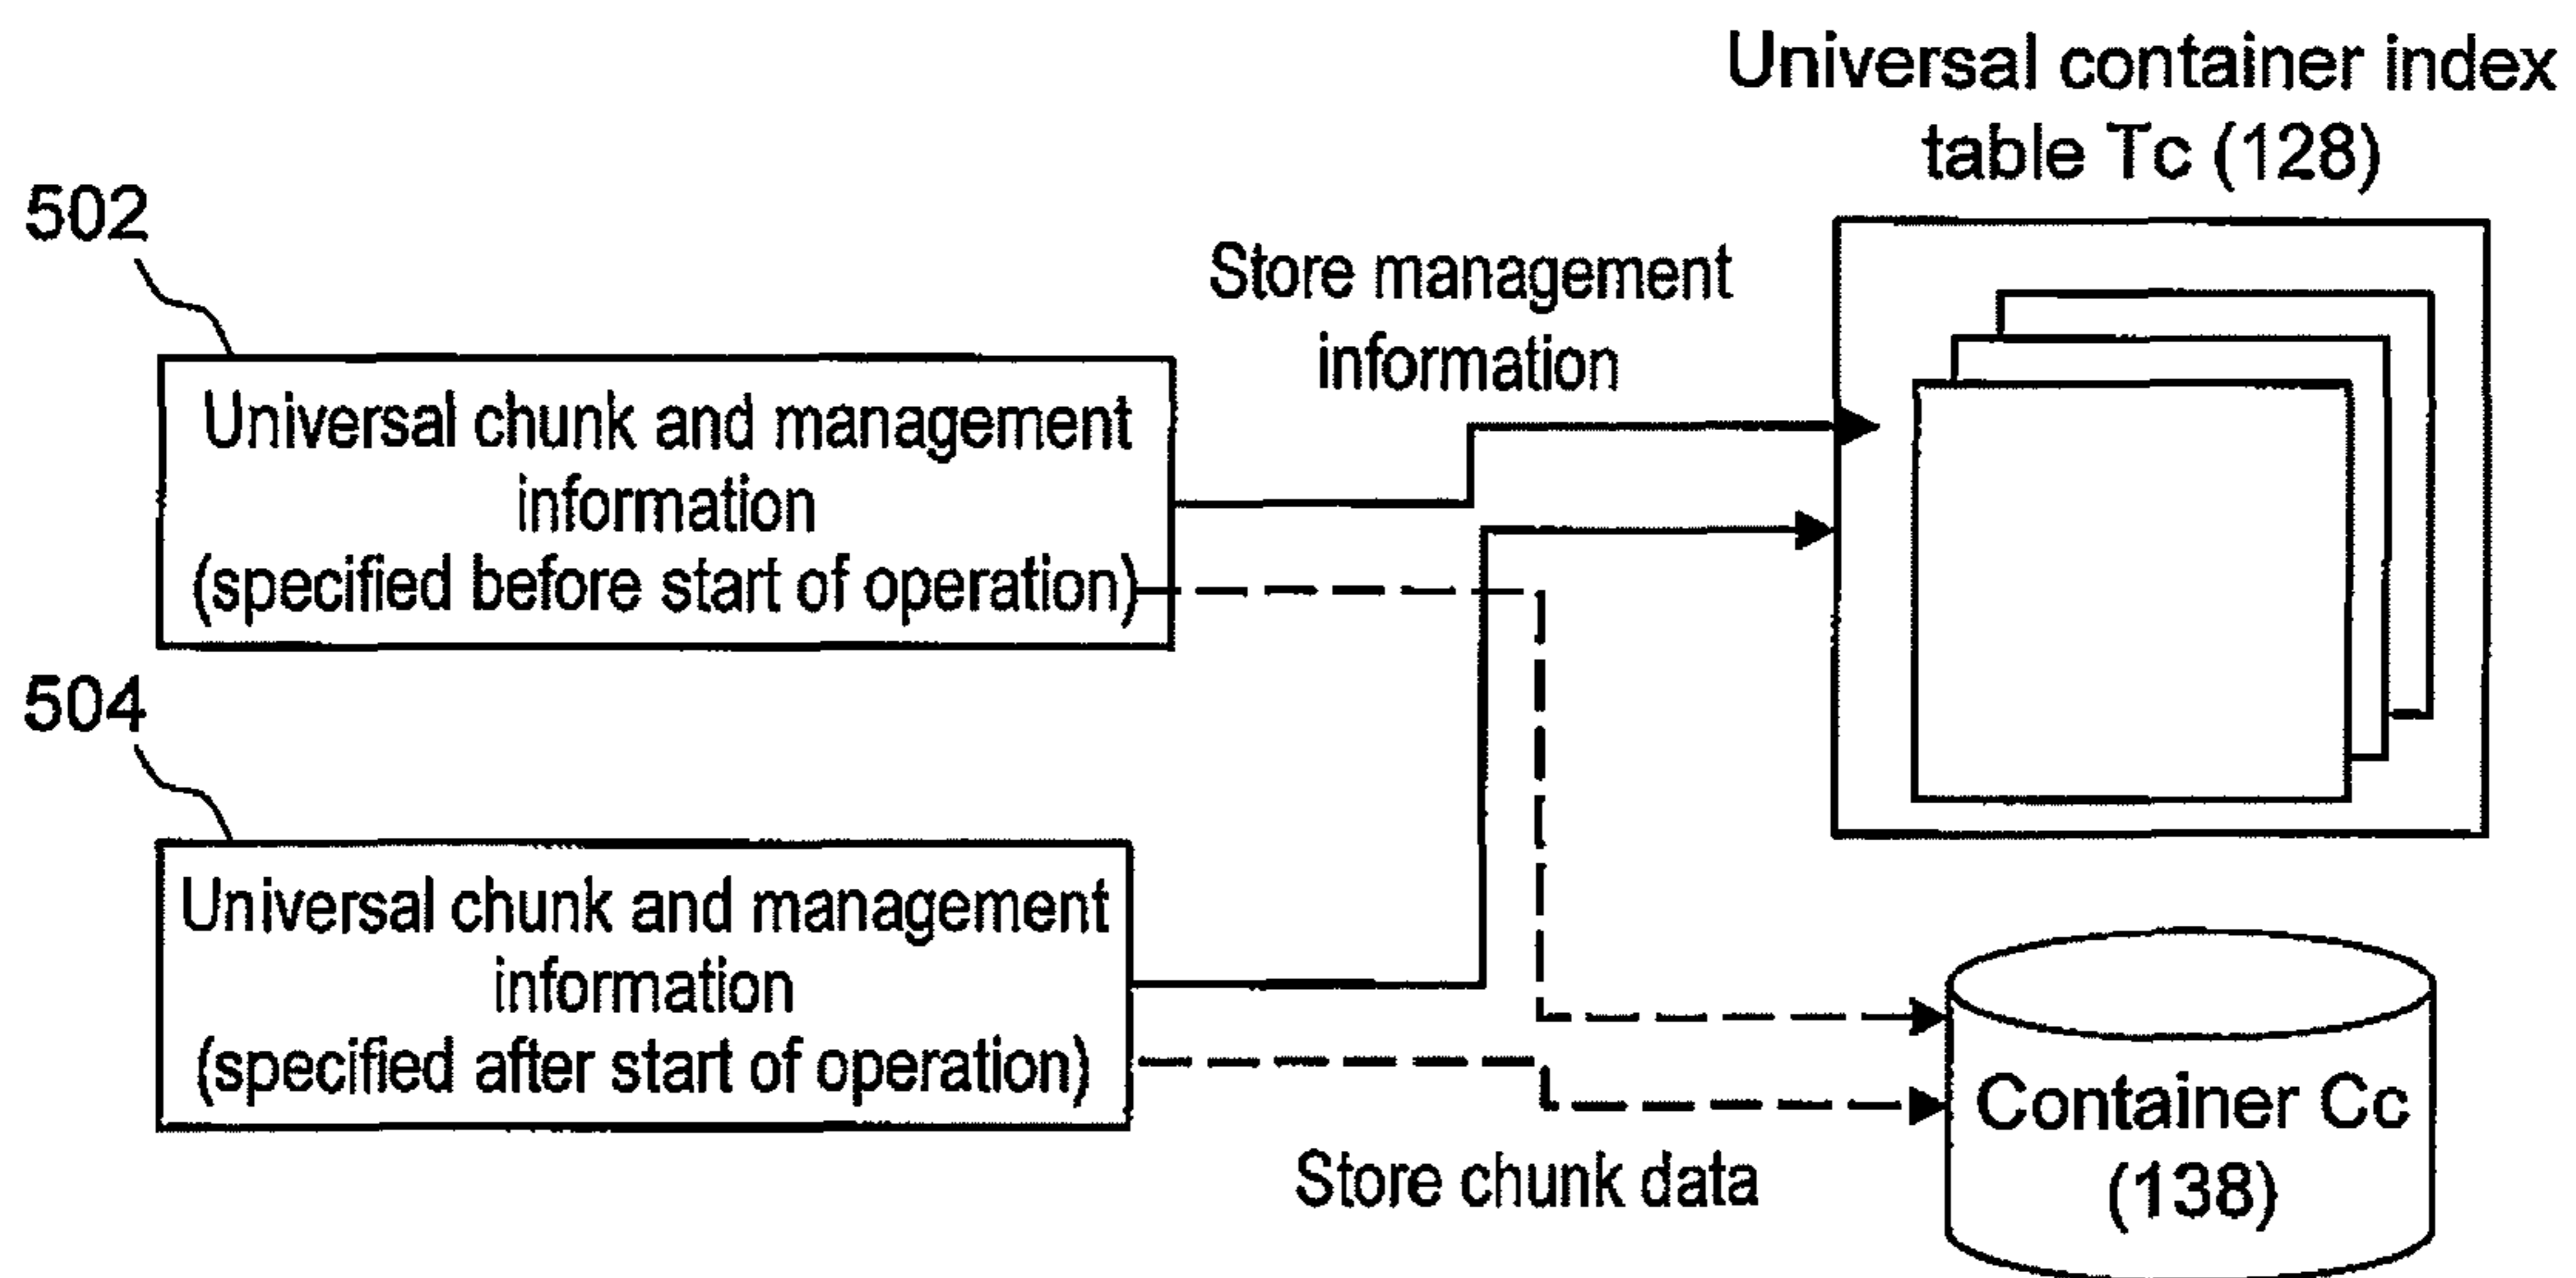 Universal container index
table Tc (128)
502
Store management
information
Universal chunk and management
information
(specified before start of operation)
504
Universal chunk and management
information
(specified after start of operation)
Container Cc
(138)
Store chunk data